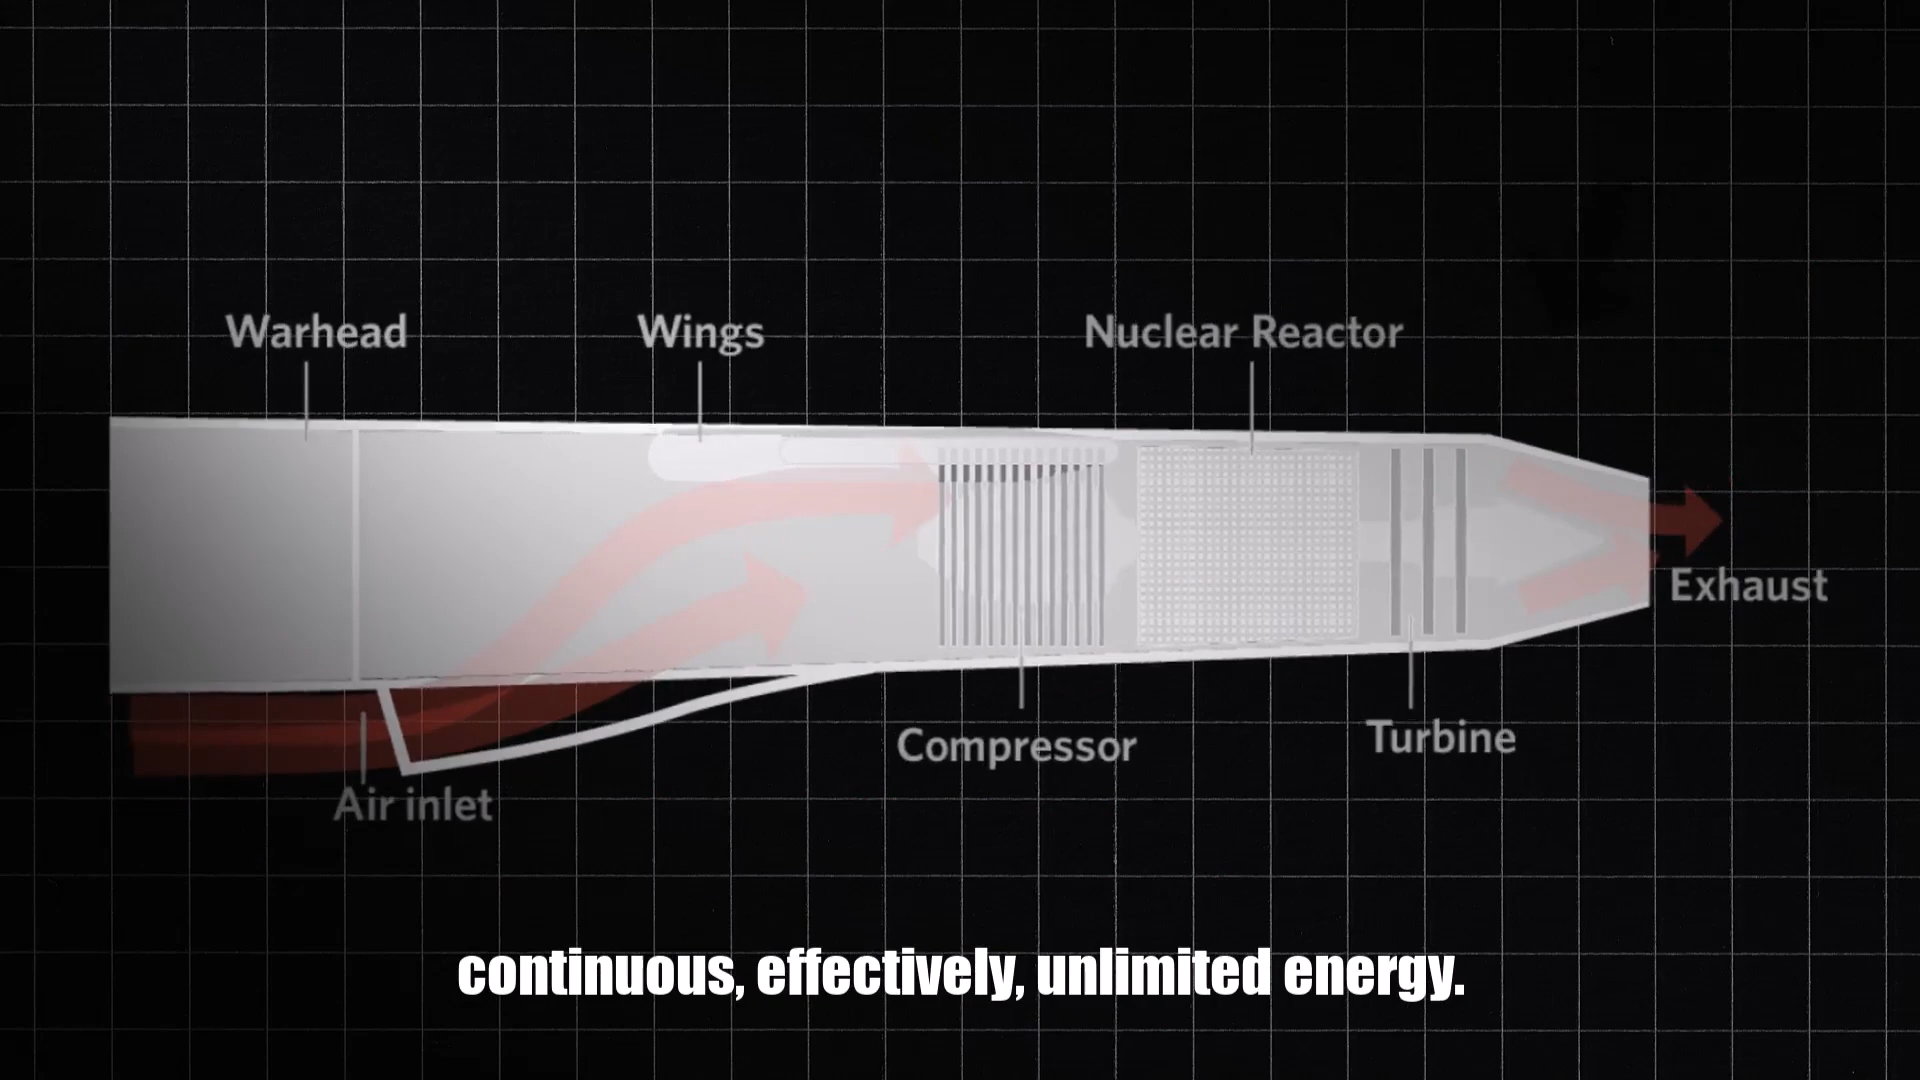 Warhead
Wings
Nuclear Reactor
Exhaust
Compressor
Turbine
Air inlet
continuous, effectively, unlimited energy.